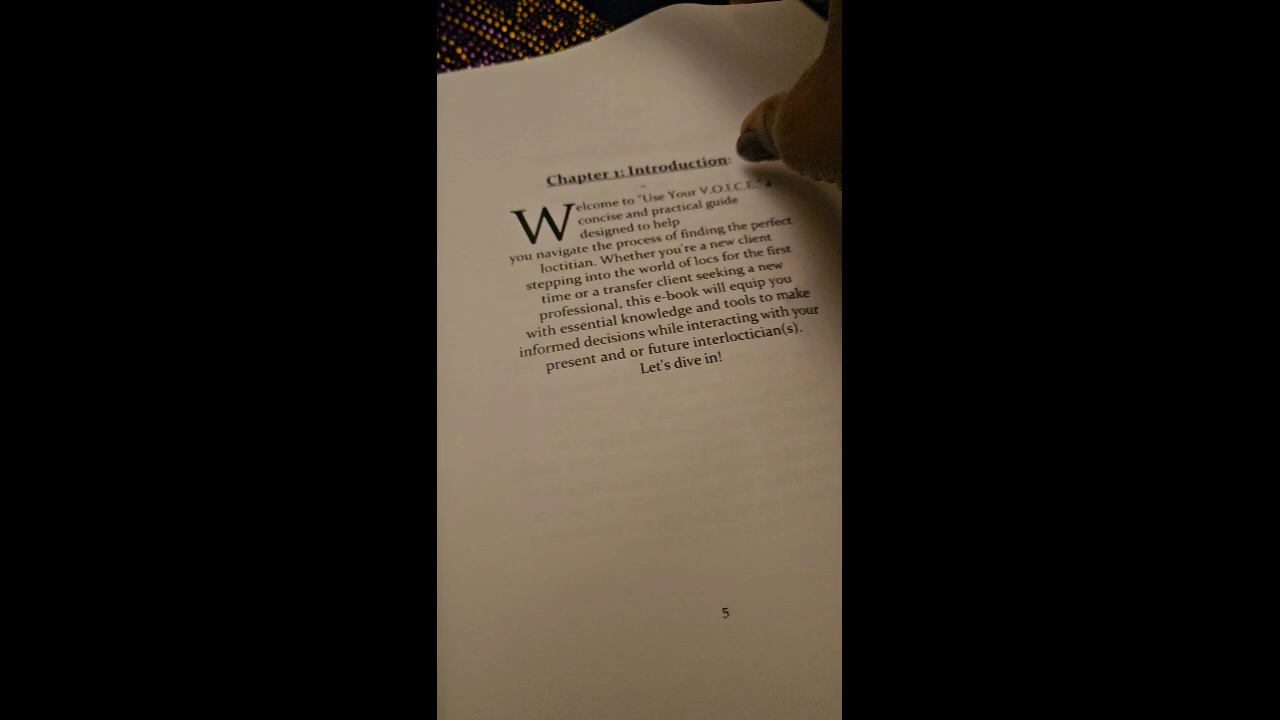 Chapter 1: Introduction:
Welcome to "Use Your V.O.I.C.E." a
concise and practical guide
designed to help
you navigate the process of finding the perfect
loctitian. Whether you're a new client
stepping into the world of locs for the first
time or a transfer client seeking a new
professional, this e-book will equip you
with essential knowledge and tools to make
informed decisions while interacting with your
present and or future interloctician(s).
Let's dive in!
5